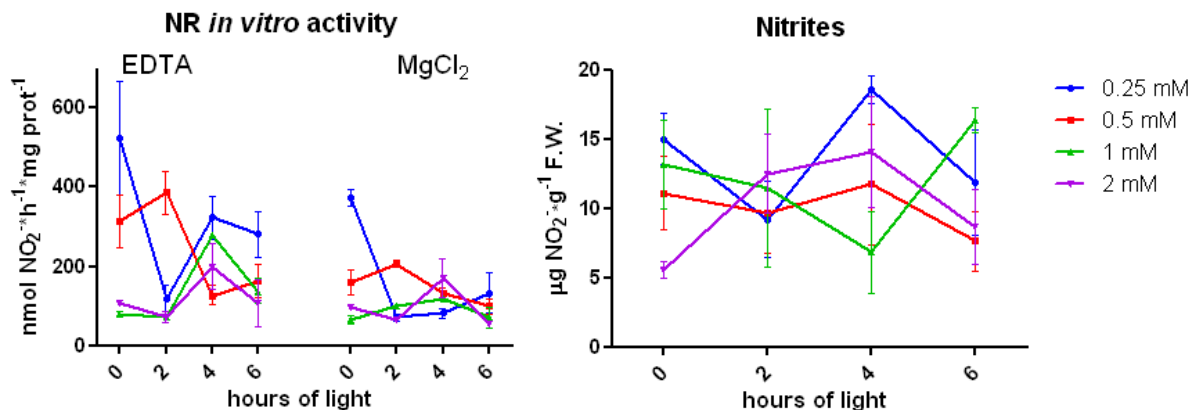 NR in vitro activity
EDTA
MgCl₂
nmol NO₂⁻*h⁻¹*mg prot⁻¹
600
400
200
0
0 2 4 6
0 2 4 6
hours of light
Nitrites
µg NO₂⁻*g⁻¹ F.W.
20
15
10
5
0
0 2 4 6
hours of light
0.25 mM
0.5 mM
1 mM
2 mM